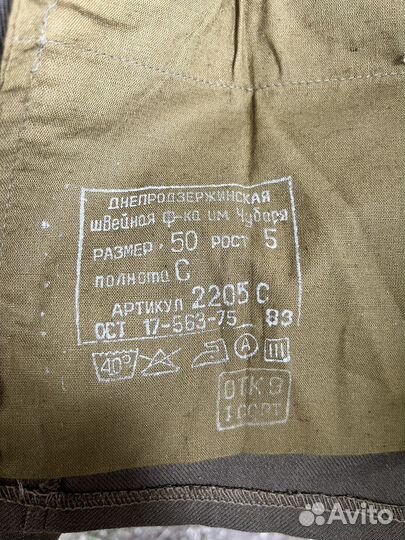 ДНЕПРОДЗЕРЖИНСКАЯ
швейная ф-ка им Чубаря
РАЗМЕР · 50 РОСТ 5
полнота С
АРТИКУЛ 2205 С
ОСТ 17-563-75 83
40° А
ОТК 9
I СОРТ
Avito